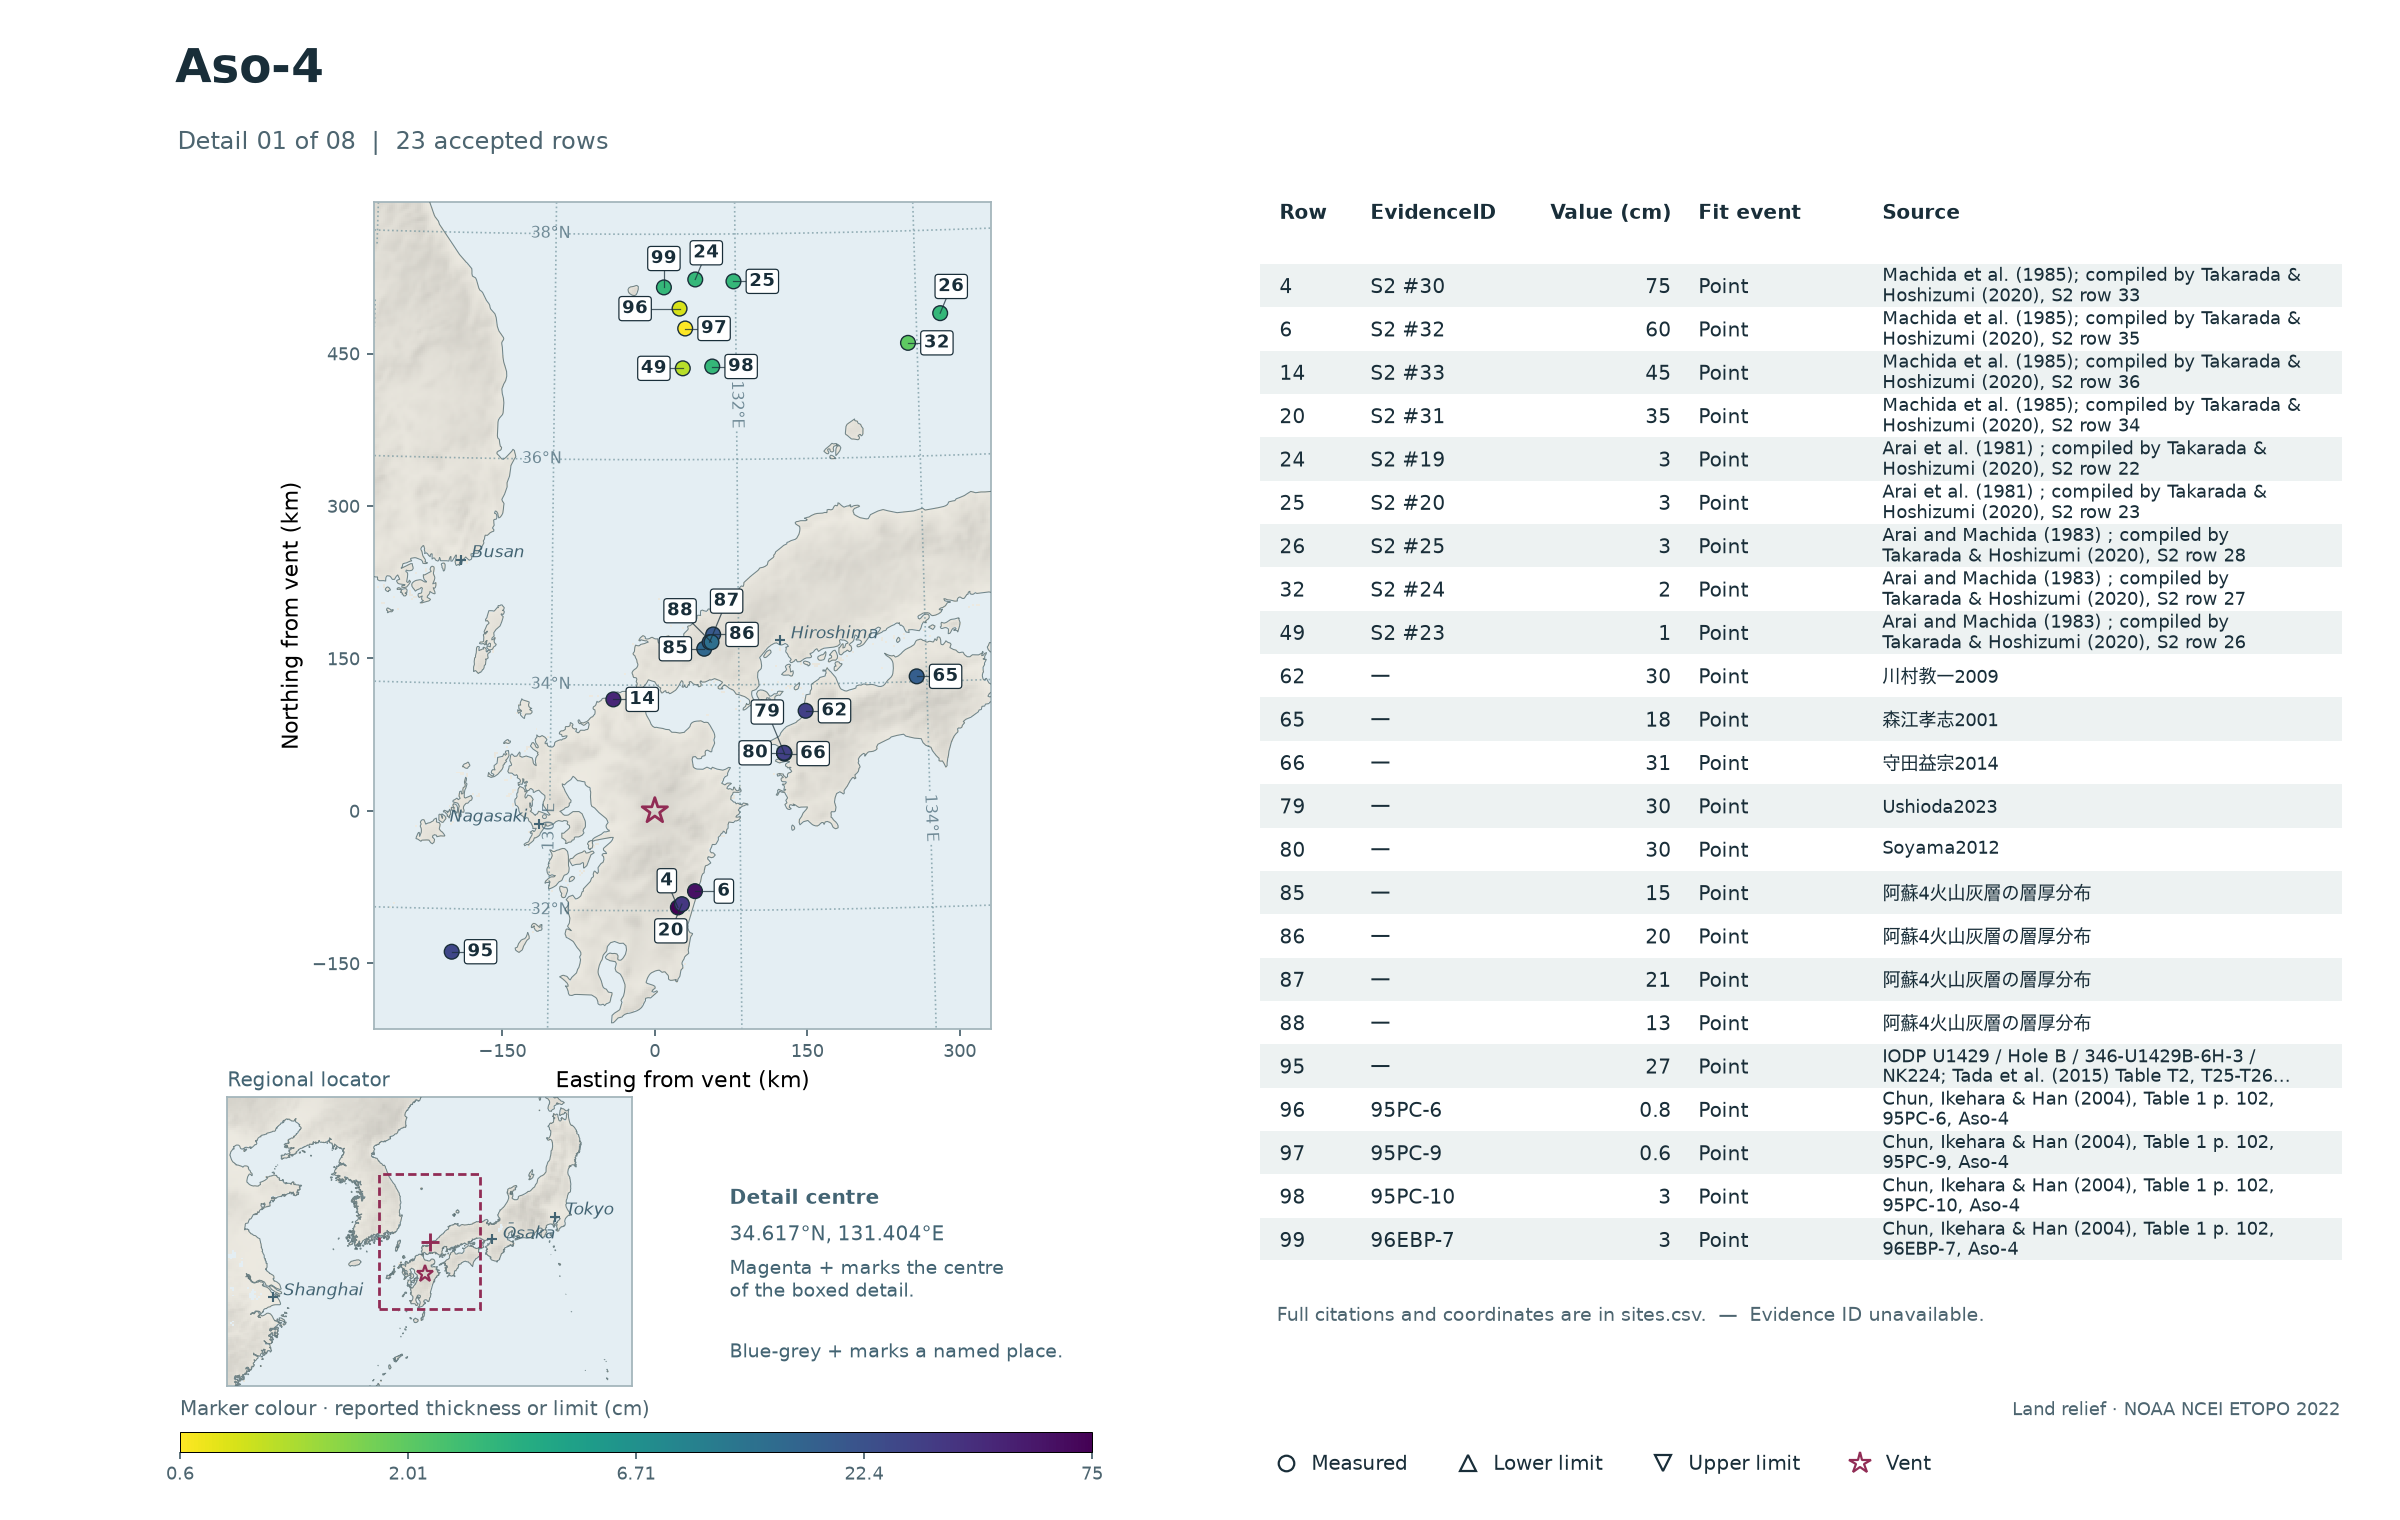 Aso-4
Detail 01 of 08 | 23 accepted rows
38°N
99
24
25
26
96
97
32
49
98
132°E
36°N
Busan
87
88
86
85
Hiroshima
34°N
65
14
79
62
80
66
Nagasaki
130°E
134°E
4
6
20
32°N
95
450
300
150
0
−150
Northing from vent (km)
−150
0
150
300
Easting from vent (km)
Regional locator
Tokyo
Ōsaka
Shanghai
Detail centre
34.617°N, 131.404°E
Magenta + marks the centre
of the boxed detail.
Blue-grey + marks a named place.
Marker colour · reported thickness or limit (cm)
0.6
2.01
6.71
22.4
75
Row EvidenceID Value (cm) Fit event Source
4 S2 #30 75 Point Machida et al. (1985); compiled by Takarada &
Hoshizumi (2020), S2 row 33
6 S2 #32 60 Point Machida et al. (1985); compiled by Takarada &
Hoshizumi (2020), S2 row 35
14 S2 #33 45 Point Machida et al. (1985); compiled by Takarada &
Hoshizumi (2020), S2 row 36
20 S2 #31 35 Point Machida et al. (1985); compiled by Takarada &
Hoshizumi (2020), S2 row 34
24 S2 #19 3 Point Arai et al. (1981) ; compiled by Takarada &
Hoshizumi (2020), S2 row 22
25 S2 #20 3 Point Arai et al. (1981) ; compiled by Takarada &
Hoshizumi (2020), S2 row 23
26 S2 #25 3 Point Arai and Machida (1983) ; compiled by
Takarada & Hoshizumi (2020), S2 row 28
32 S2 #24 2 Point Arai and Machida (1983) ; compiled by
Takarada & Hoshizumi (2020), S2 row 27
49 S2 #23 1 Point Arai and Machida (1983) ; compiled by
Takarada & Hoshizumi (2020), S2 row 26
62 — 30 Point 川村教一2009
65 — 18 Point 森江孝志2001
66 — 31 Point 守田益宗2014
79 — 30 Point Ushioda2023
80 — 30 Point Soyama2012
85 — 15 Point 阿蘇4火山灰層の層厚分布
86 — 20 Point 阿蘇4火山灰層の層厚分布
87 — 21 Point 阿蘇4火山灰層の層厚分布
88 — 13 Point 阿蘇4火山灰層の層厚分布
95 — 27 Point IODP U1429 / Hole B / 346-U1429B-6H-3 /
NK224; Tada et al. (2015) Table T2, T25-T26…
96 95PC-6 0.8 Point Chun, Ikehara & Han (2004), Table 1 p. 102,
95PC-6, Aso-4
97 95PC-9 0.6 Point Chun, Ikehara & Han (2004), Table 1 p. 102,
95PC-9, Aso-4
98 95PC-10 3 Point Chun, Ikehara & Han (2004), Table 1 p. 102,
95PC-10, Aso-4
99 96EBP-7 3 Point Chun, Ikehara & Han (2004), Table 1 p. 102,
96EBP-7, Aso-4
Full citations and coordinates are in sites.csv. — Evidence ID unavailable.
Land relief · NOAA NCEI ETOPO 2022
Measured
Lower limit
Upper limit
Vent